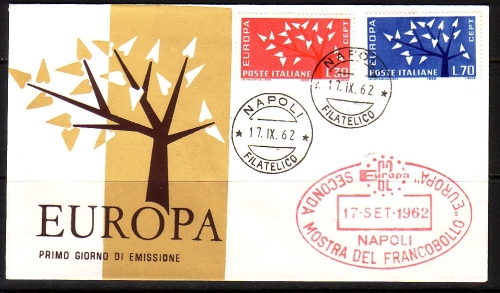 EUROPA
CEPT
POSTE ITALIANE
L.30
EUROPA
CEPT
POSTE ITALIANE
L.70
NAPOLI
17.IX.62
FILATELICO
NAPOLI
17.IX.62
FILATELICO
EUROPA
PRIMO GIORNO DI EMISSIONE
Europa
17-SET-1962
NAPOLI
SECONDA MOSTRA DEL FRANCOBOLLO "EUROPA"